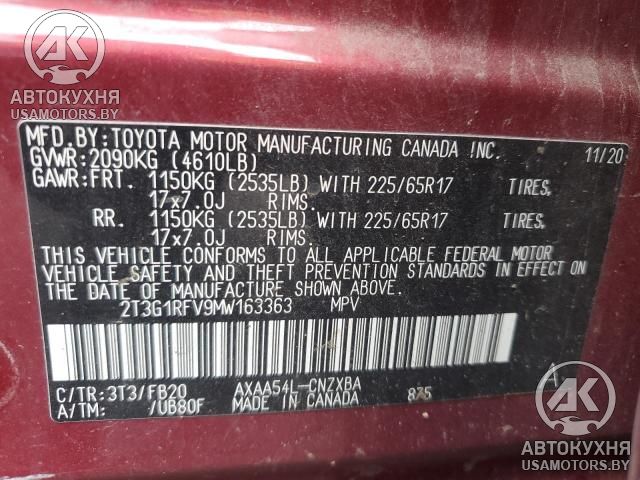 АК
АВТОКУХНЯ
USAMOTORS.BY
MFD.BY:TOYOTA MOTOR MANUFACTURING CANADA INC. 11/20
GVWR:2090KG (4610LB)
GAWR:FRT. 1150KG (2535LB) WITH 225/65R17 TIRES,
17x7.0J RIMS.
RR. 1150KG (2535LB) WITH 225/65R17 TIRES,
17x7.0J RIMS.
THIS VEHICLE CONFORMS TO ALL APPLICABLE FEDERAL MOTOR
VEHICLE SAFETY AND THEFT PREVENTION STANDARDS IN EFFECT ON
THE DATE OF MANUFACTURE SHOWN ABOVE.
2T3G1RFV9MW163363 MPV
C/TR:3T3/FB20 AXAA54L-CNZXBA A
A/TM: /UB80F MADE IN CANADA 875
АК
АВТОКУХНЯ
USAMOTORS.BY